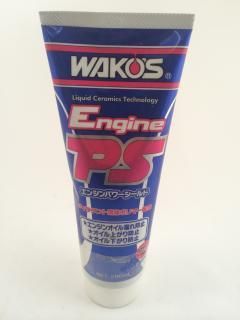 WAKO'S®
Liquid Ceramics Technology
Engine
PS
エンジンパワーシールド
★エンジンオイル漏れ防止
★オイル上がり防止
★オイル下がり防止